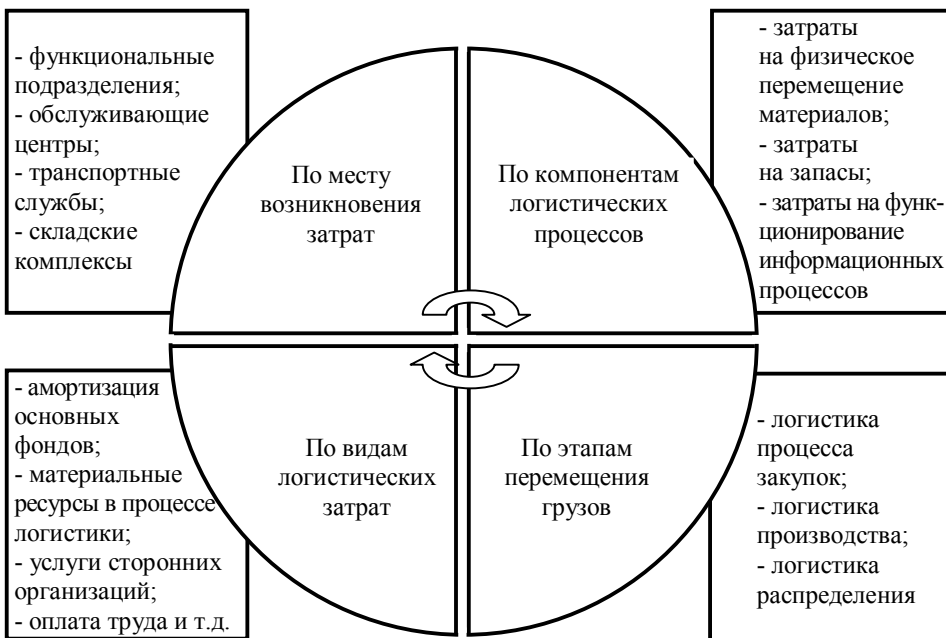 - функциональные
подразделения;
- обслуживающие
центры;
- транспортные
службы;
- складские
комплексы
По месту
возникновения
затрат
По компонентам
логистических
процессов
- затраты
на физическое
перемещение
материалов;
- затраты
на запасы;
- затраты на функ-
ционирование
информационных
процессов
- амортизация
основных
фондов;
- материальные
ресурсы в процессе
логистики;
- услуги сторонних
организаций;
- оплата труда и т.д.
По видам
логистических
затрат
По этапам
перемещения
грузов
- логистика
процесса
закупок;
- логистика
производства;
- логистика
распределения